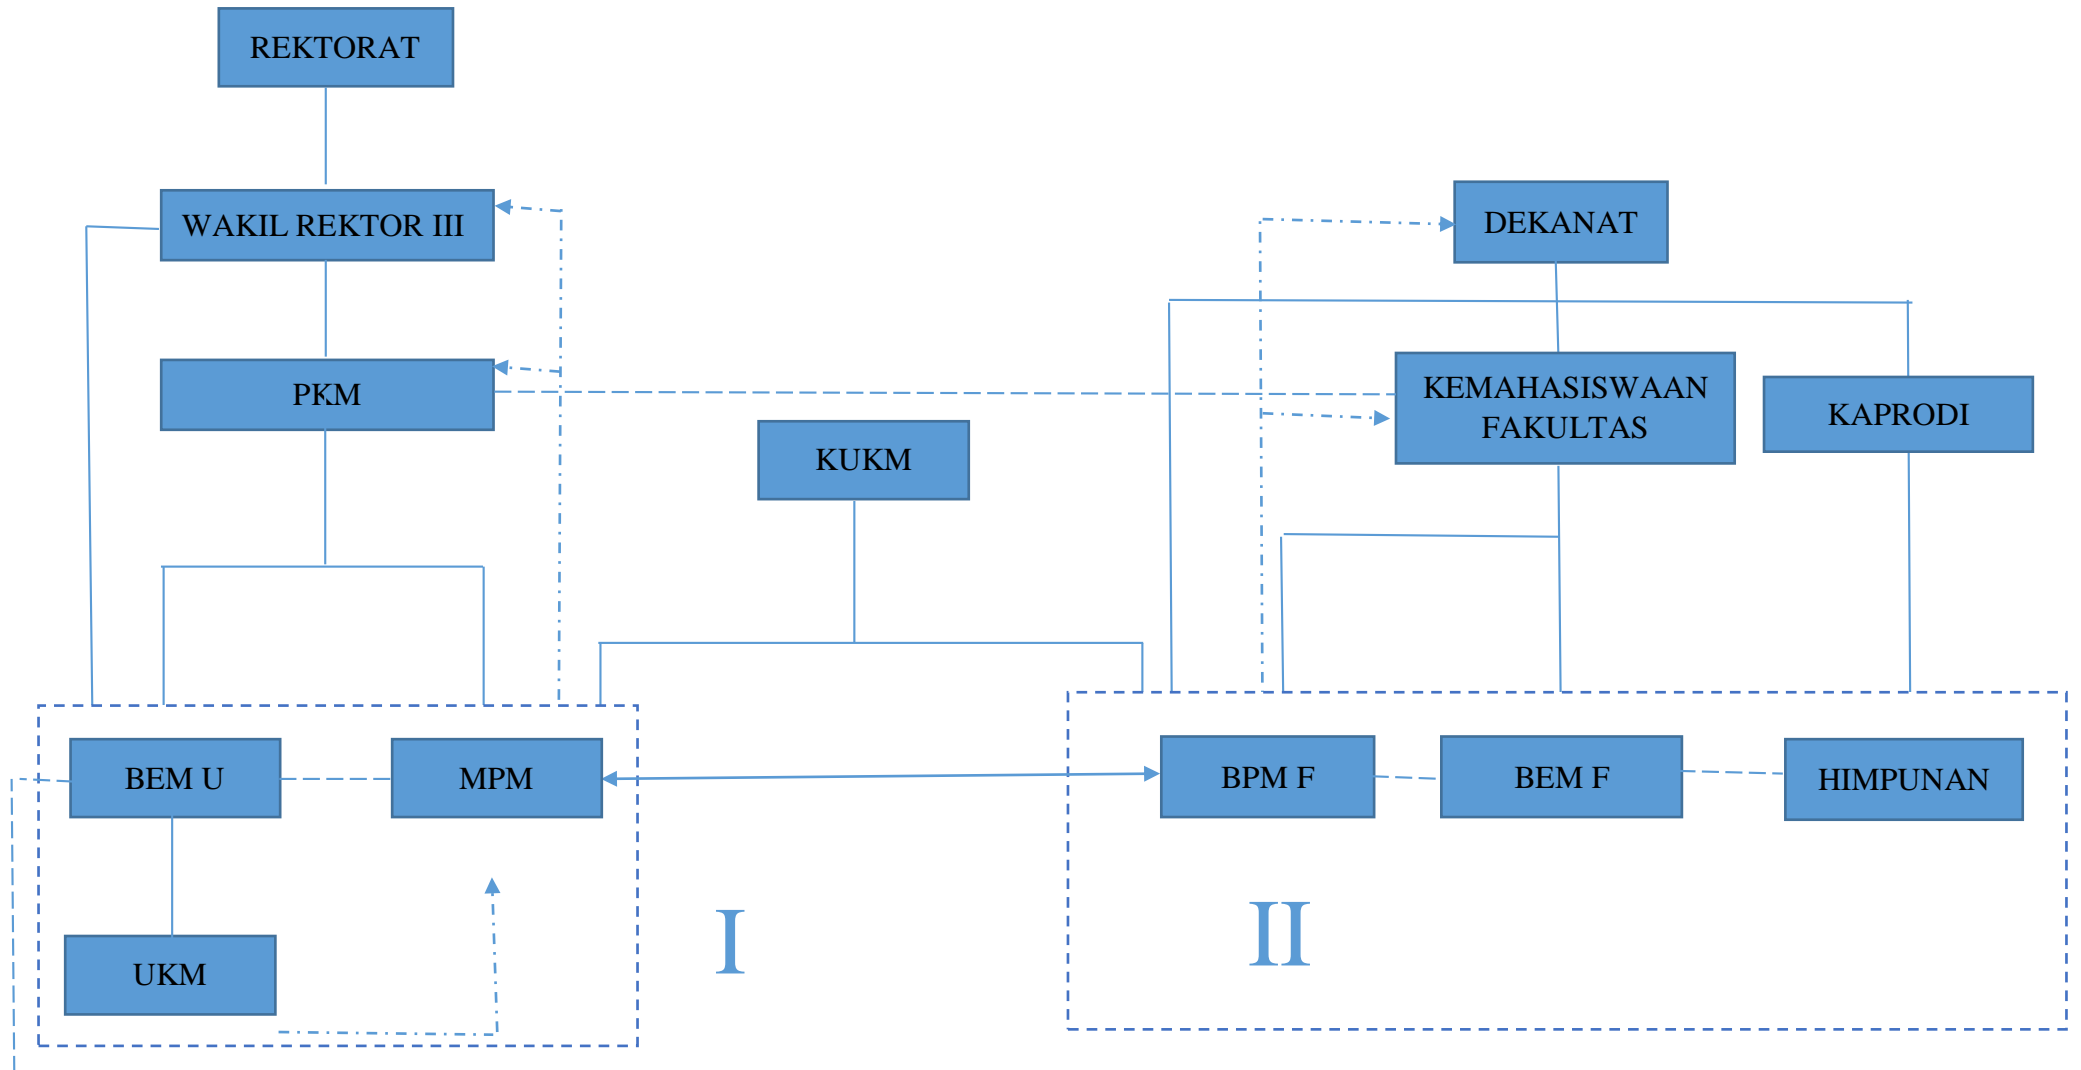 REKTORAT
WAKIL REKTOR III
DEKANAT
PKM
KEMAHASISWAAN
FAKULTAS
KAPRODI
KUKM
BEM U
MPM
BPM F
BEM F
HIMPUNAN
I
II
UKM